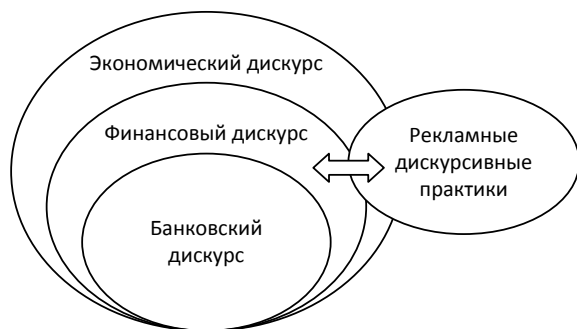 Экономический дискурс
Финансовый дискурс
Банковский
дискурс
Рекламные
дискурсивные
практики